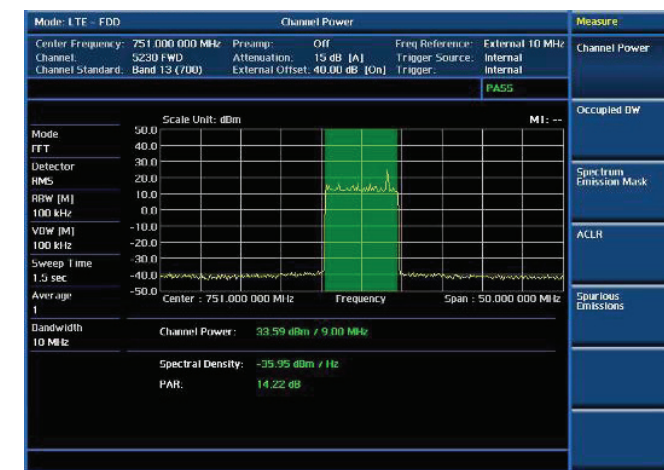 Mode: LTE - FDD Channel Power Measure
Center Frequency: 751.000 000 MHz Preamp: Off Freq Reference: External 10 MHz
Channel: 5230 FWD Attenuation: 15 dB [A] Trigger Source: Internal
Channel Standard: Band 13 (700) External Offset: 40.00 dB [On] Trigger: Internal
PASS
Channel Power
Occupied BW
Spectrum
Emission Mask
ACLR
Spurious
Emissions
Scale Unit: dBm M1: --
Mode
FFT
Detector
RMS
RBW [M]
100 kHz
VBW [M]
100 kHz
Sweep Time
1.5 sec
Average
1
Bandwidth
10 MHz
50.0
40.0
30.0
20.0
10.0
0.0
-10.0
-20.0
-30.0
-40.0
-50.0
Center : 751.000 000 MHz Frequency Span : 50.000 000 MHz
Channel Power: 33.59 dBm / 9.00 MHz
Spectral Density: -35.95 dBm / Hz
PAR: 14.22 dB